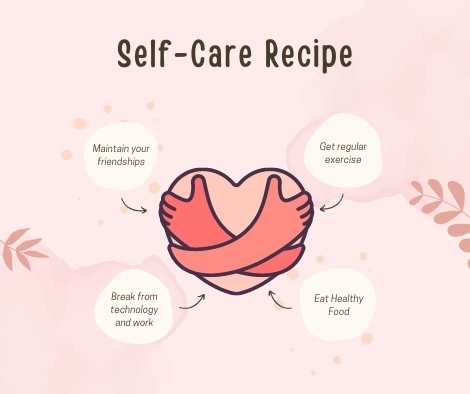 Self-Care Recipe
Maintain your
friendships
Get regular
exercise
Break from
technology
and work
Eat Healthy
Food